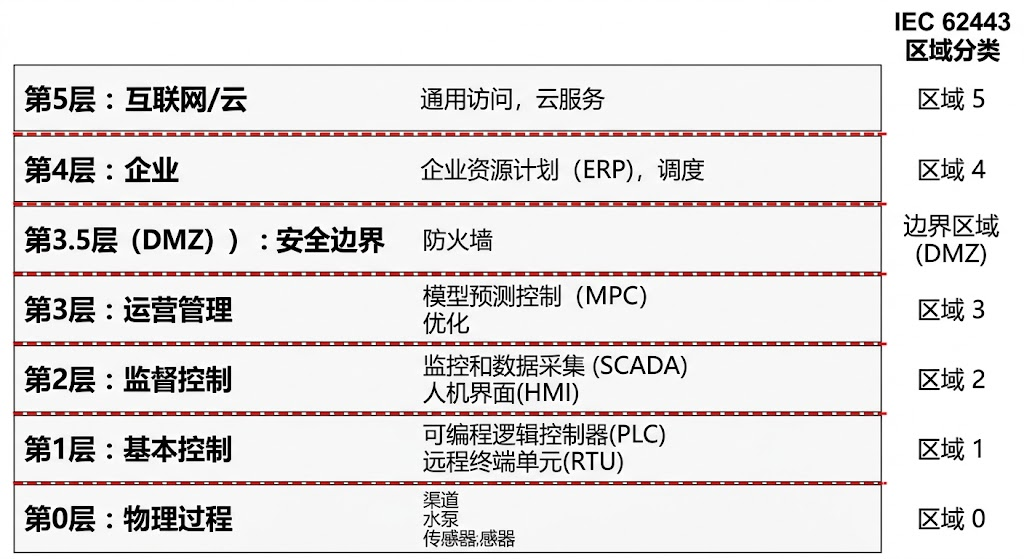 IEC 62443
区域分类
第5层：互联网/云 通用访问，云服务 区域 5
第4层：企业 企业资源计划（ERP)，调度 区域 4
第3.5层（DMZ)）：安全边界 防火墙 边界区域
(DMZ)
第3层：运营管理 模型预测控制（MPC)
优化
区域 3
第2层：监督控制 监控和数据采集 (SCADA)
人机界面(HMI)
区域 2
第1层：基本控制 可编程逻辑控制器(PLC)
远程终端单元(RTU)
区域 1
第0层：物理过程 渠道
水泵
传感器;感器
区域 0